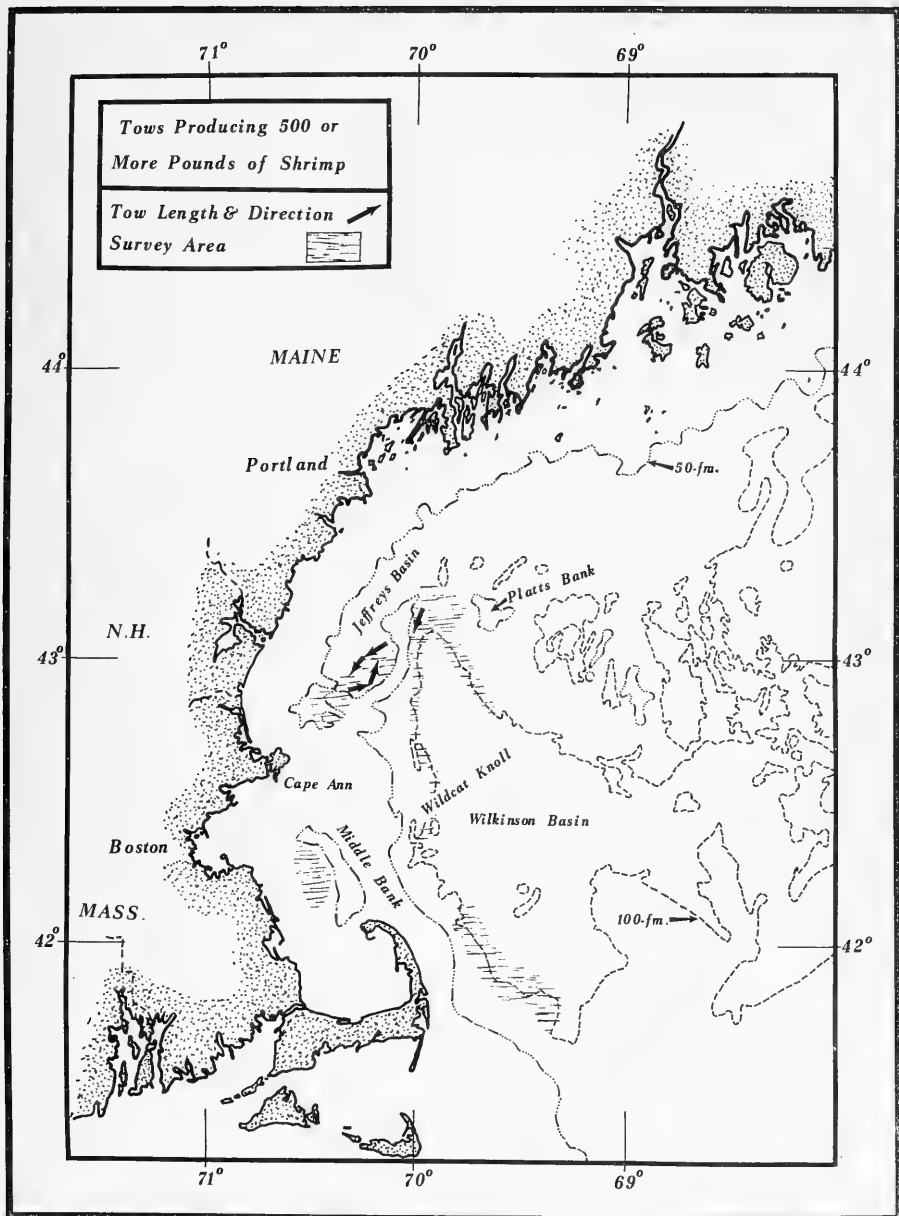 71° 70° 69°
Tows Producing 500 or
More Pounds of Shrimp
Tow Length & Direction
Survey Area
MAINE
44° 44°
Portland
50-fm.
Jeffreys Basin
Platts Bank
N.H.
43° 43°
Cape Ann
Wildcat Knoll
Wilkinson Basin
Boston
Middle Bank
MASS.
100-fm.
42° 42°
71° 70° 69°